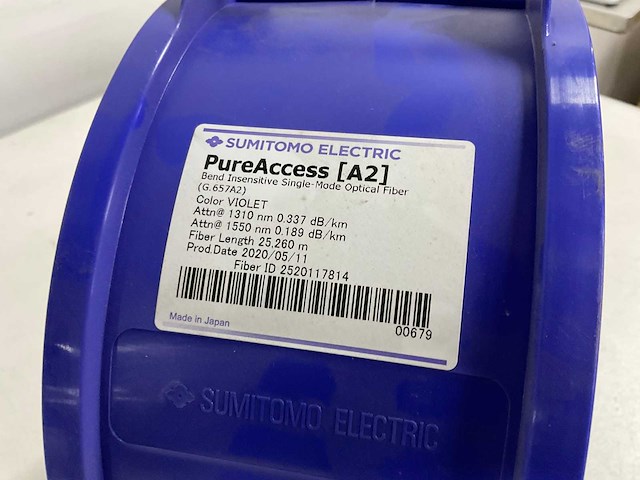 SUMITOMO ELECTRIC
PureAccess [A2]
Bend Insensitive Single-Mode Optical Fiber
(G.657A2)
Color VIOLET
Attn@ 1310 nm 0.337 dB/km
Attn@ 1550 nm 0.189 dB/km
Fiber Length 25,260 m
Prod.Date 2020/05/11
Fiber ID 2520117814
00679
Made in Japan
SUMITOMO ELECTRIC